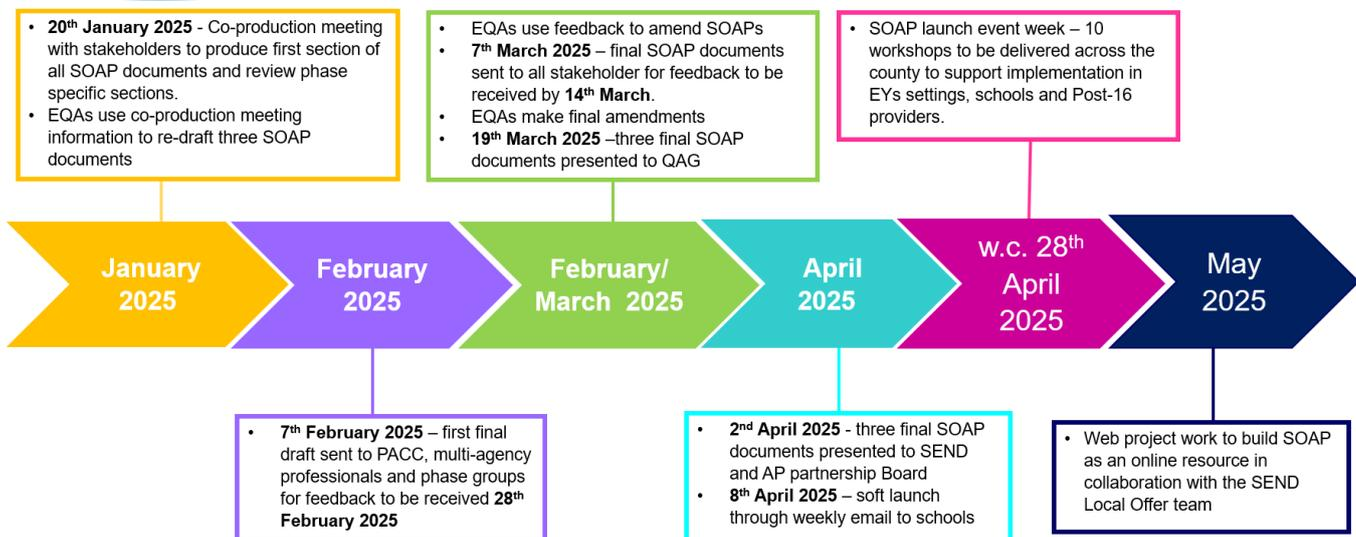 • 20th January 2025 - Co-production meeting
with stakeholders to produce first section of
all SOAP documents and review phase
specific sections.
• EQAs use co-production meeting
information to re-draft three SOAP
documents
• EQAs use feedback to amend SOAPs
• 7th March 2025 – final SOAP documents
sent to all stakeholder for feedback to be
received by 14th March.
• EQAs make final amendments
• 19th March 2025 –three final SOAP
documents presented to QAG
• SOAP launch event week – 10
workshops to be delivered across the
county to support implementation in
EYs settings, schools and Post-16
providers.
January
2025
February
2025
February/
March 2025
April
2025
w.c. 28th
April
2025
May
2025
• 7th February 2025 – first final
draft sent to PACC, multi-agency
professionals and phase groups
for feedback to be received 28th
February 2025
• 2nd April 2025 - three final SOAP
documents presented to SEND
and AP partnership Board
• 8th April 2025 – soft launch
through weekly email to schools
• Web project work to build SOAP
as an online resource in
collaboration with the SEND
Local Offer team